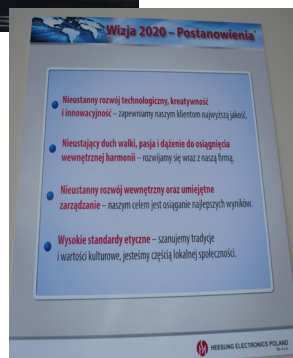 Wizja 2020 – Postanowienia
Nieustanny rozwój technologiczny, kreatywność
i innowacyjność – zapewniamy naszym klientom najwyższą jakość.
Nieustający duch walki, pasja i dążenie do osiągnięcia
wewnętrznej harmonii – rozwijamy się wraz z naszą firmą.
Nieustanny rozwój wewnętrzny oraz umiejętne
zarządzanie – naszym celem jest osiąganie najlepszych wyników.
Wysokie standardy etyczne – szanujemy tradycje
i wartości kulturowe, jesteśmy częścią lokalnej społeczności.
HEESUNG ELECTRONICS POLAND
Sp. z o.o.